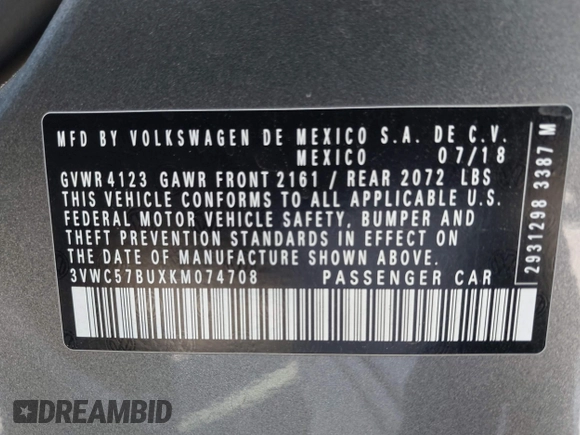 MFD BY VOLKSWAGEN DE MEXICO S.A. DE C.V.
MEXICO 07/18
GVWR 4123 GAWR FRONT 2161 / REAR 2072 LBS
THIS VEHICLE CONFORMS TO ALL APPLICABLE U.S.
FEDERAL MOTOR VEHICLE SAFETY, BUMPER AND
THEFT PREVENTION STANDARDS IN EFFECT ON
THE DATE OF MANUFACTURE SHOWN ABOVE.
3VWC57BUXKM074708 PASSENGER CAR
29311298 3387 M
DREAMBID